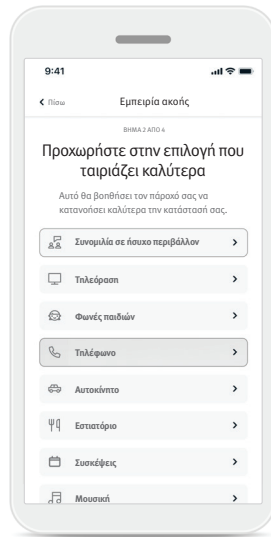 9:41
Πίσω
Εμπειρία ακοής
ΒΗΜΑ 2 ΑΠΟ 6
Προχωρήστε στην επιλογή που
ταιριάζει καλύτερα
Αυτό θα βοηθήσει τον πάροχό σας να
κατανοήσει καλύτερα την κατάστασή σας.
Συνομιλία σε ήσυχο περιβάλλον
Τηλεόραση
Φωνές παιδιών
Τηλέφωνο
Αυτοκίνητο
Εστιατόριο
Συσκέψεις
Μουσική